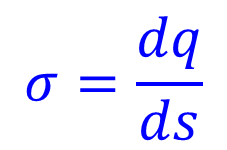 σ = dq/ds